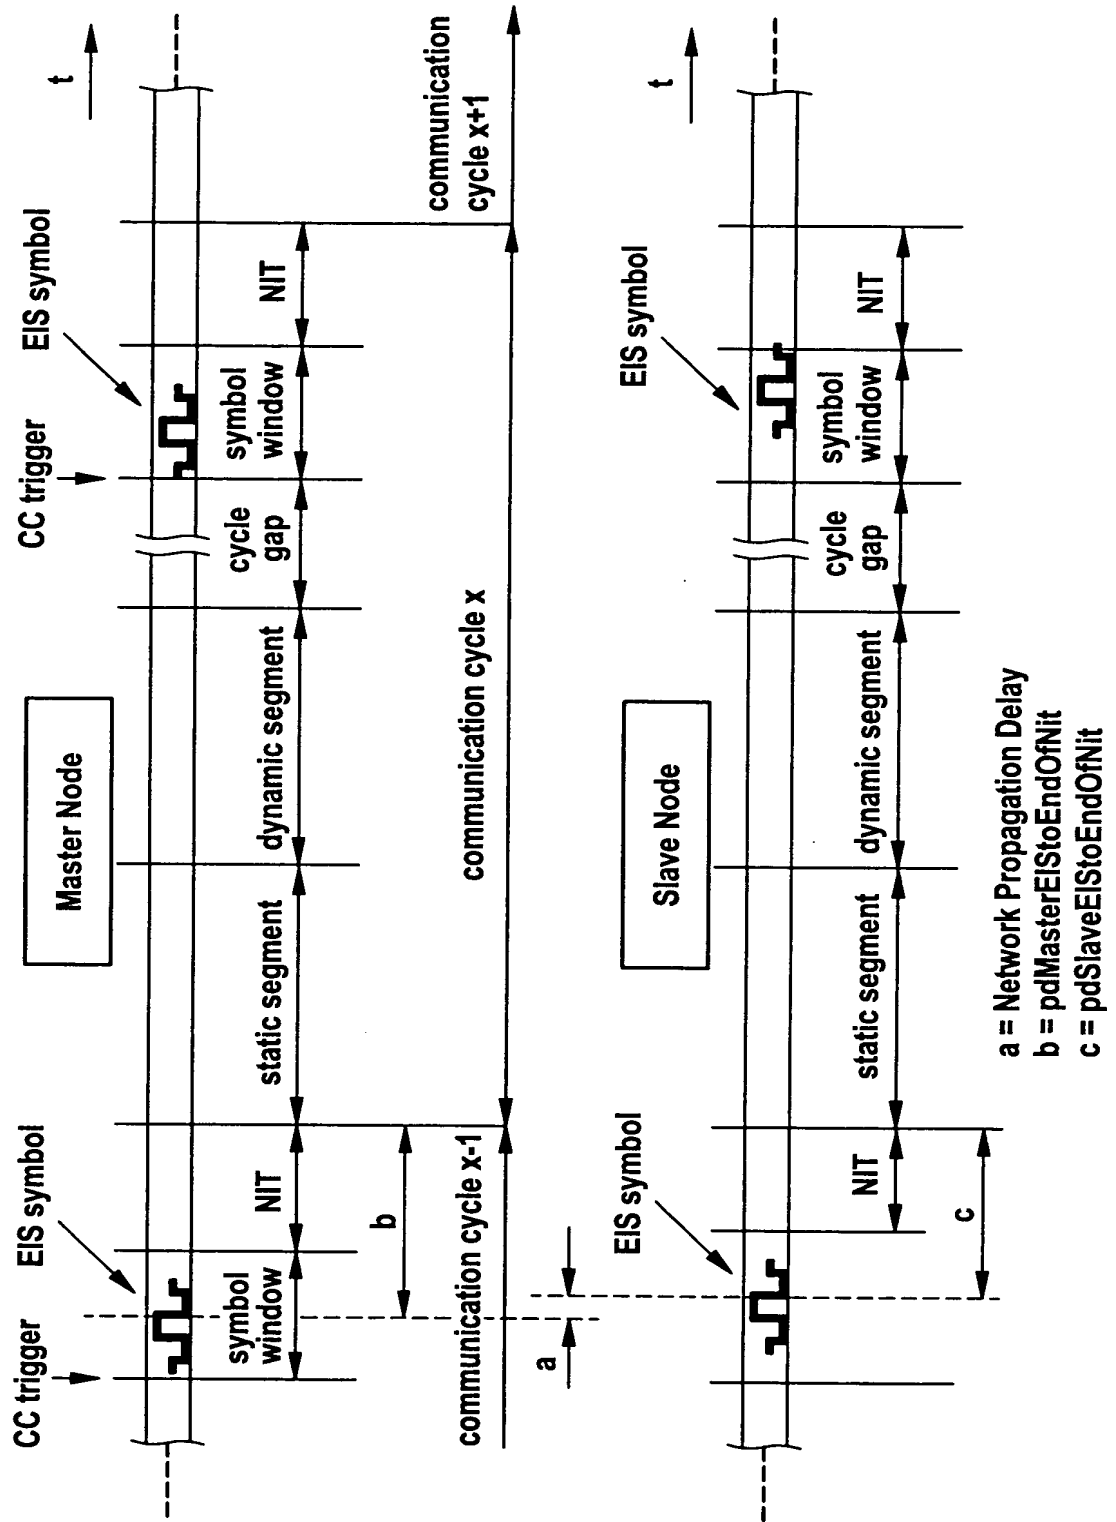 CC trigger
EIS symbol
Master Node
CC trigger
EIS symbol
t
symbol
window
NIT
static segment
dynamic segment
cycle
gap
symbol
window
NIT
b
communication cycle x-1
communication cycle x
communication
cycle x+1
a
EIS symbol
Slave Node
EIS symbol
t
NIT
static segment
dynamic segment
cycle
gap
symbol
window
NIT
c
a = Network Propagation Delay
b = pdMasterEIStoEndOfNit
c = pdSlaveEIStoEndOfNit